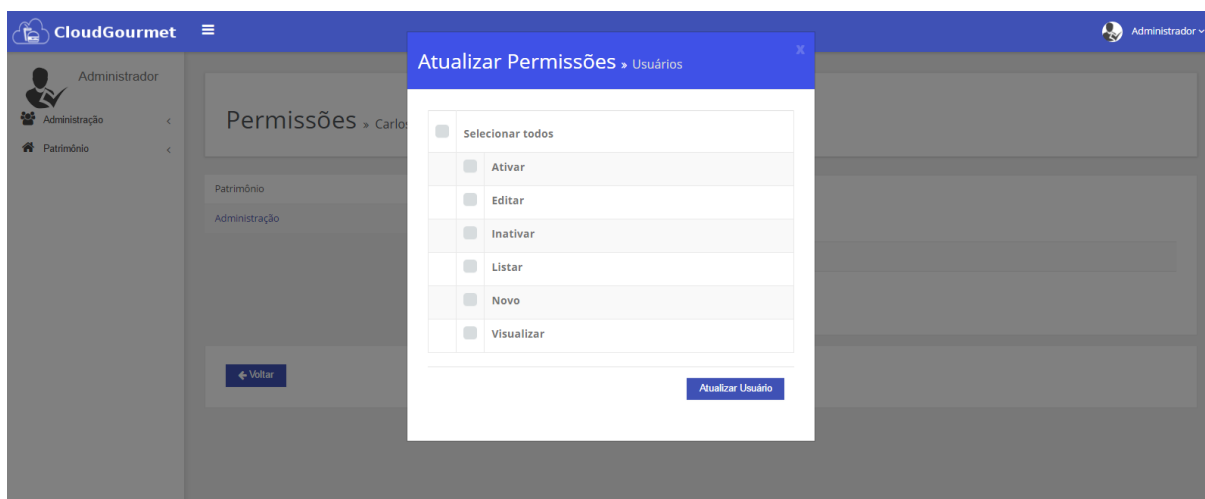 CloudGourmet
Administrador
Administrador
Administração
Patrimônio
Permissões »
Patrimônio
Administração
Voltar
Atualizar Permissões » Usuários
x
Selecionar todos
Ativar
Editar
Inativar
Listar
Novo
Visualizar
Atualizar Usuário